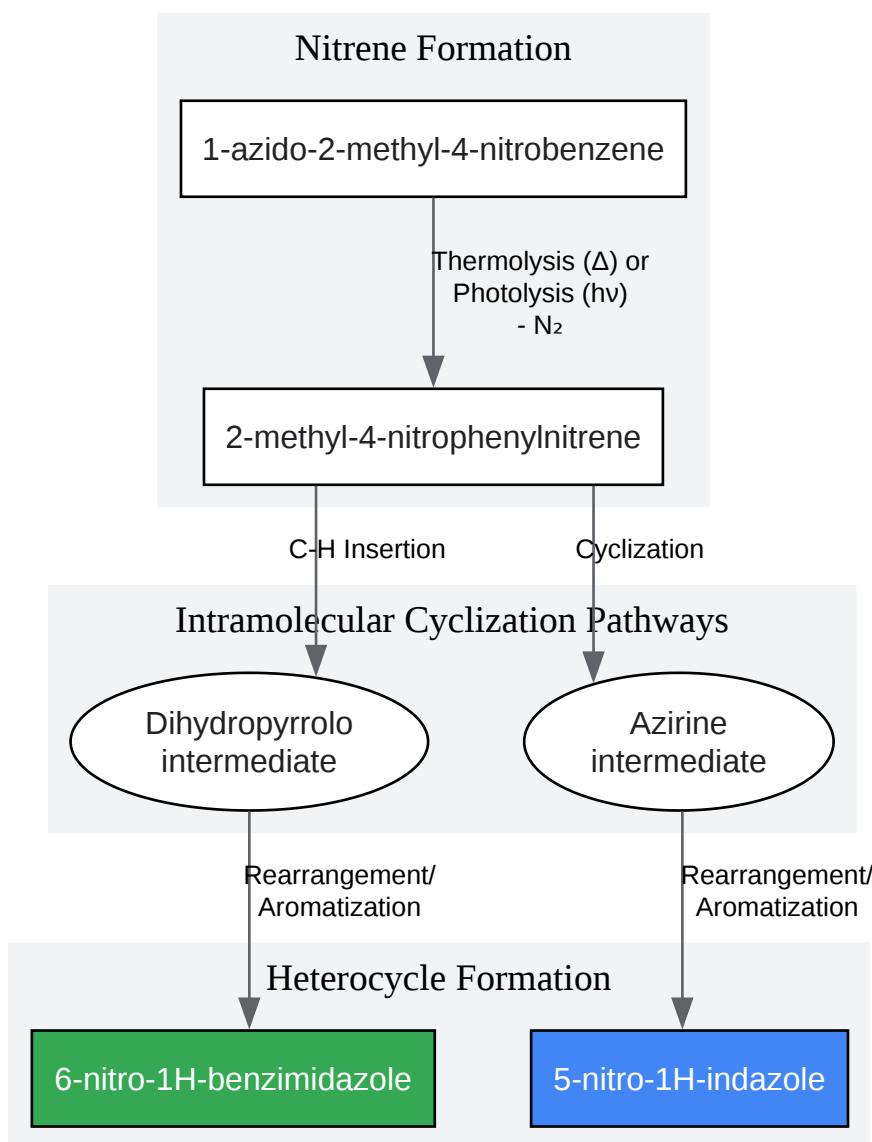 Nitrene Formation
1-azido-2-methyl-4-nitrobenzene
Thermolysis (Δ) or
Photolysis (hν)
- N₂
2-methyl-4-nitrophenylnitrene
C-H Insertion
Cyclization
Intramolecular Cyclization Pathways
Dihydropyrrolo
intermediate
Azirine
intermediate
Rearrangement/
Aromatization
Rearrangement/
Aromatization
Heterocycle Formation
6-nitro-1H-benzimidazole
5-nitro-1H-indazole